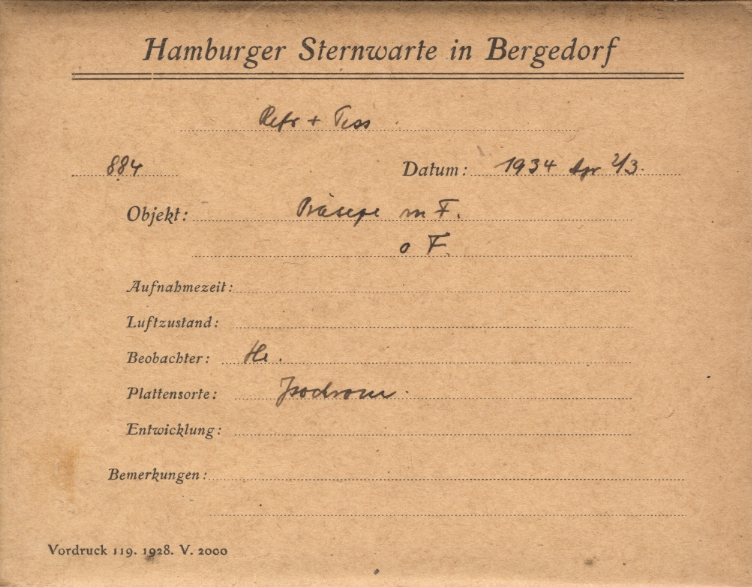 Hamburger Sternwarte in Bergedorf
Refr + Tess
884 Datum: 1934 Apr 2/3.
Objekt: Präsepe m F.
o F.
Aufnahmezeit:
Luftzustand:
Beobachter: He.
Plattensorte: Isochrom.
Entwicklung:
Bemerkungen:
Vordruck 119. 1928. V. 2000